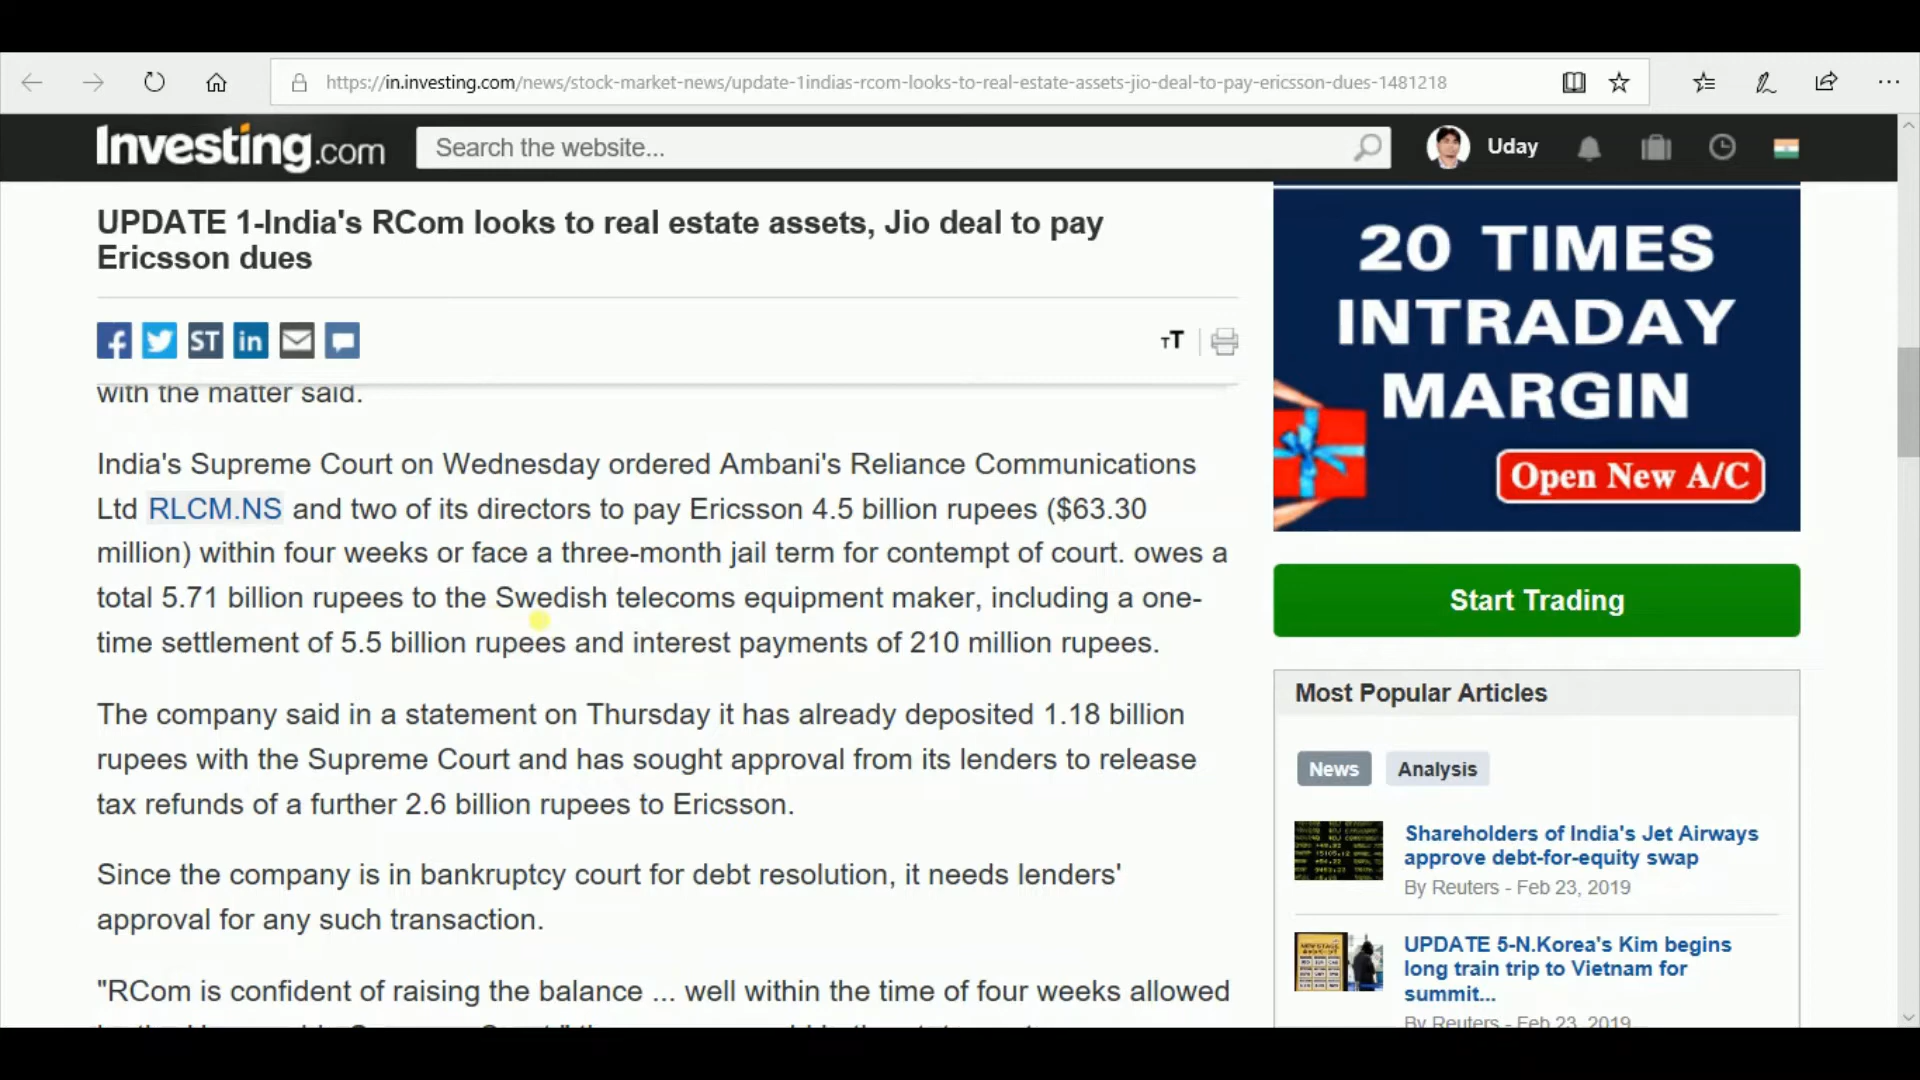 https://in.investing.com/news/stock-market-news/update-1indias-rcom-looks-to-real-estate-assets-jio-deal-to-pay-ericsson-dues-1481218
Investing.com
Search the website...
Uday
UPDATE 1-India's RCom looks to real estate assets, Jio deal to pay
Ericsson dues
ST
in
TT
with the matter said.
India's Supreme Court on Wednesday ordered Ambani's Reliance Communications
Ltd RLCM.NS and two of its directors to pay Ericsson 4.5 billion rupees ($63.30
million) within four weeks or face a three-month jail term for contempt of court. owes a
total 5.71 billion rupees to the Swedish telecoms equipment maker, including a one-
time settlement of 5.5 billion rupees and interest payments of 210 million rupees.
The company said in a statement on Thursday it has already deposited 1.18 billion
rupees with the Supreme Court and has sought approval from its lenders to release
tax refunds of a further 2.6 billion rupees to Ericsson.
Since the company is in bankruptcy court for debt resolution, it needs lenders'
approval for any such transaction.
"RCom is confident of raising the balance ... well within the time of four weeks allowed
20 TIMES
INTRADAY
MARGIN
Open New A/C
Start Trading
Most Popular Articles
News
Analysis
Shareholders of India's Jet Airways
approve debt-for-equity swap
By Reuters - Feb 23, 2019
UPDATE 5-N.Korea's Kim begins
long train trip to Vietnam for
summit...
By Reuters - Feb 23, 2019